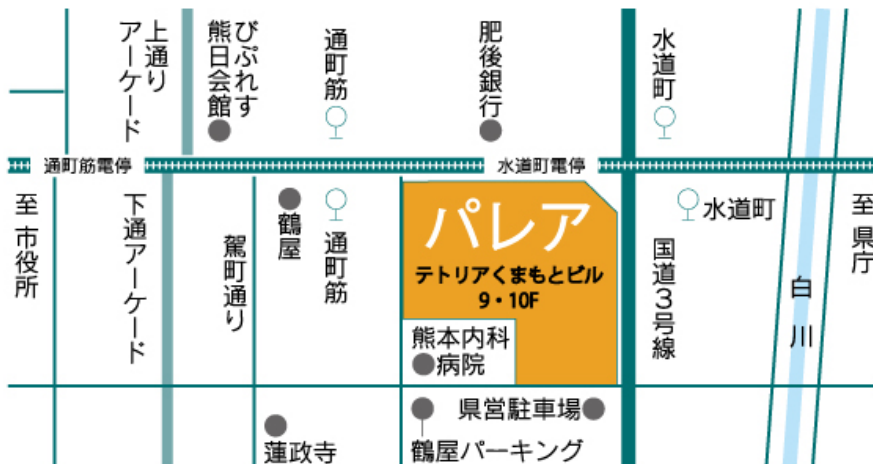 上通り
アーケード
びぷれす
熊日会館
通町筋
肥後銀行
水道町
通町筋電停
水道町電停
至 市役所
下通アーケード
駕町通り
鶴屋
通町筋
パレア
テトリアくまもとビル
9・10F
熊本内科
病院
国道3号線
水道町
白川
至 県庁
蓮政寺
県営駐車場
鶴屋パーキング